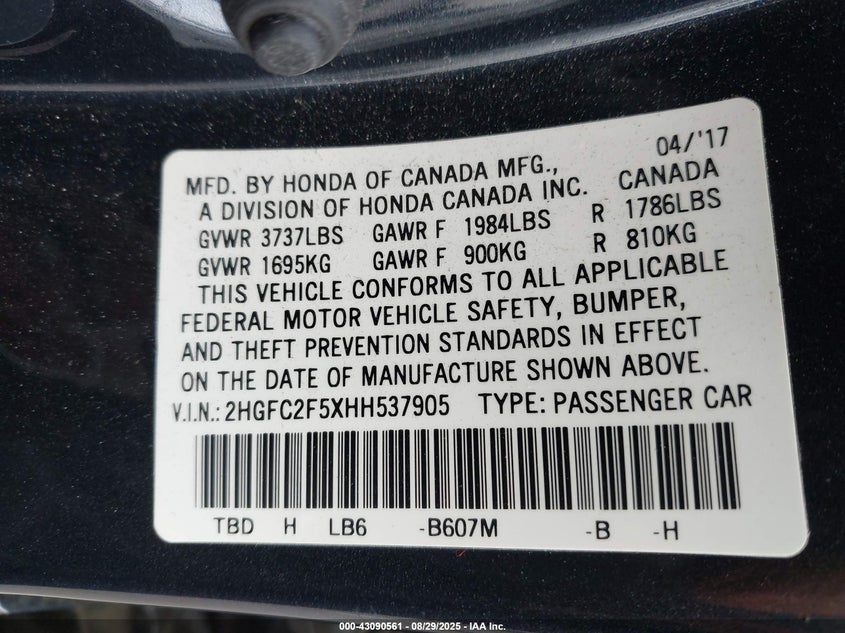 04/'17
MFD. BY HONDA OF CANADA MFG., CANADA
A DIVISION OF HONDA CANADA INC.
GVWR 3737LBS GAWR F 1984LBS R 1786LBS
GVWR 1695KG GAWR F 900KG R 810KG
THIS VEHICLE CONFORMS TO ALL APPLICABLE
FEDERAL MOTOR VEHICLE SAFETY, BUMPER,
AND THEFT PREVENTION STANDARDS IN EFFECT
ON THE DATE OF MANUFACTURE SHOWN ABOVE.
V.I.N.: 2HGFC2F5XHH537905 TYPE: PASSENGER CAR
TBD H LB6 -B607M -B -H
000-43090561 - 08/29/2025 - IAA Inc.